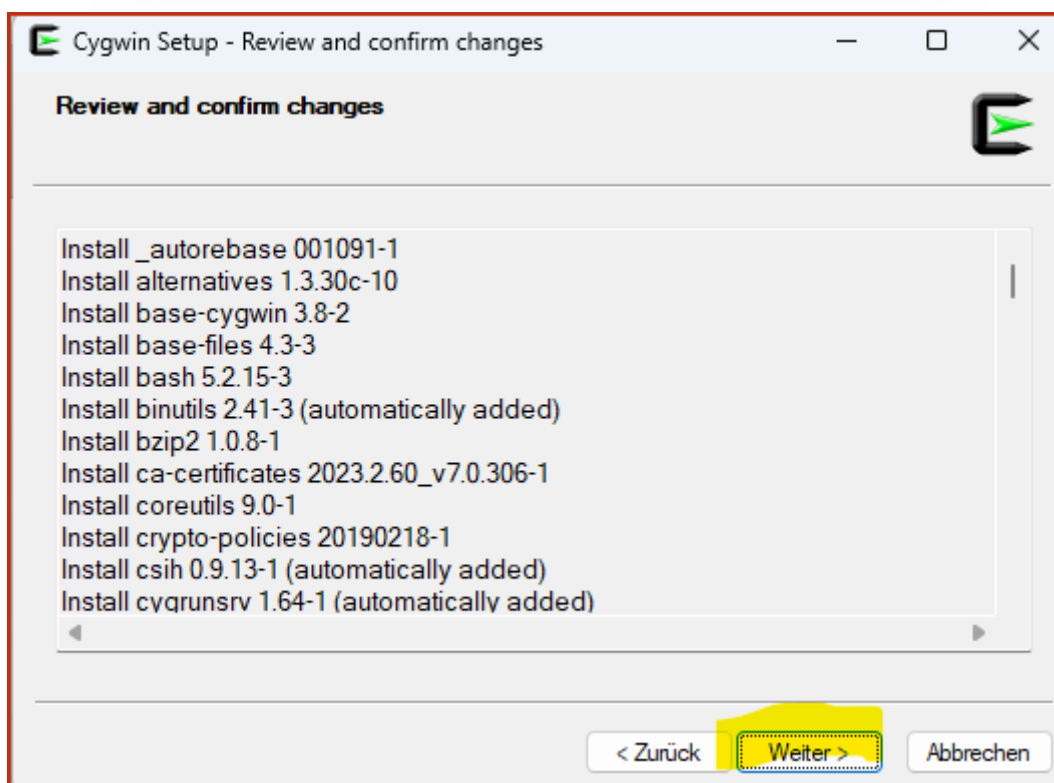 Cygwin Setup - Review and confirm changes
Review and confirm changes
Install _autorebase 001091-1
Install alternatives 1.3.30c-10
Install base-cygwin 3.8-2
Install base-files 4.3-3
Install bash 5.2.15-3
Install binutils 2.41-3 (automatically added)
Install bzip2 1.0.8-1
Install ca-certificates 2023.2.60_v7.0.306-1
Install coreutils 9.0-1
Install crypto-policies 20190218-1
Install csih 0.9.13-1 (automatically added)
Install cygrunsrv 1.64-1 (automatically added)
< Zurück Weiter > Abbrechen